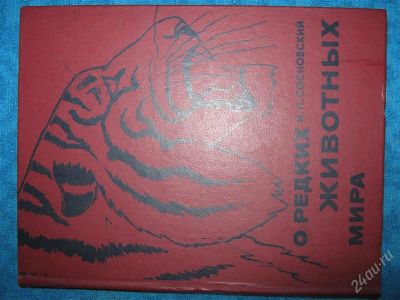 И.П. СОСНОВСКИЙ
О РЕДКИХ
ЖИВОТНЫХ
МИРА
24au.ru